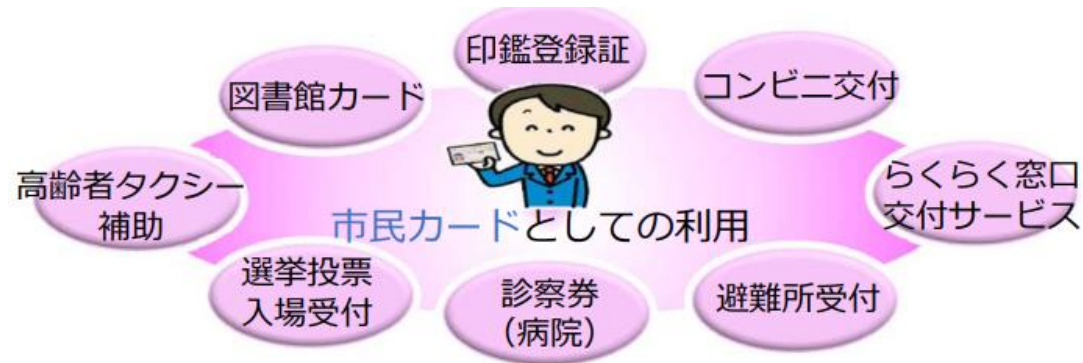 印鑑登録証
図書館カード
コンビニ交付
高齢者タクシー
補助
らくらく窓口
交付サービス
市民カードとしての利用
選挙投票
入場受付
診察券
（病院）
避難所受付